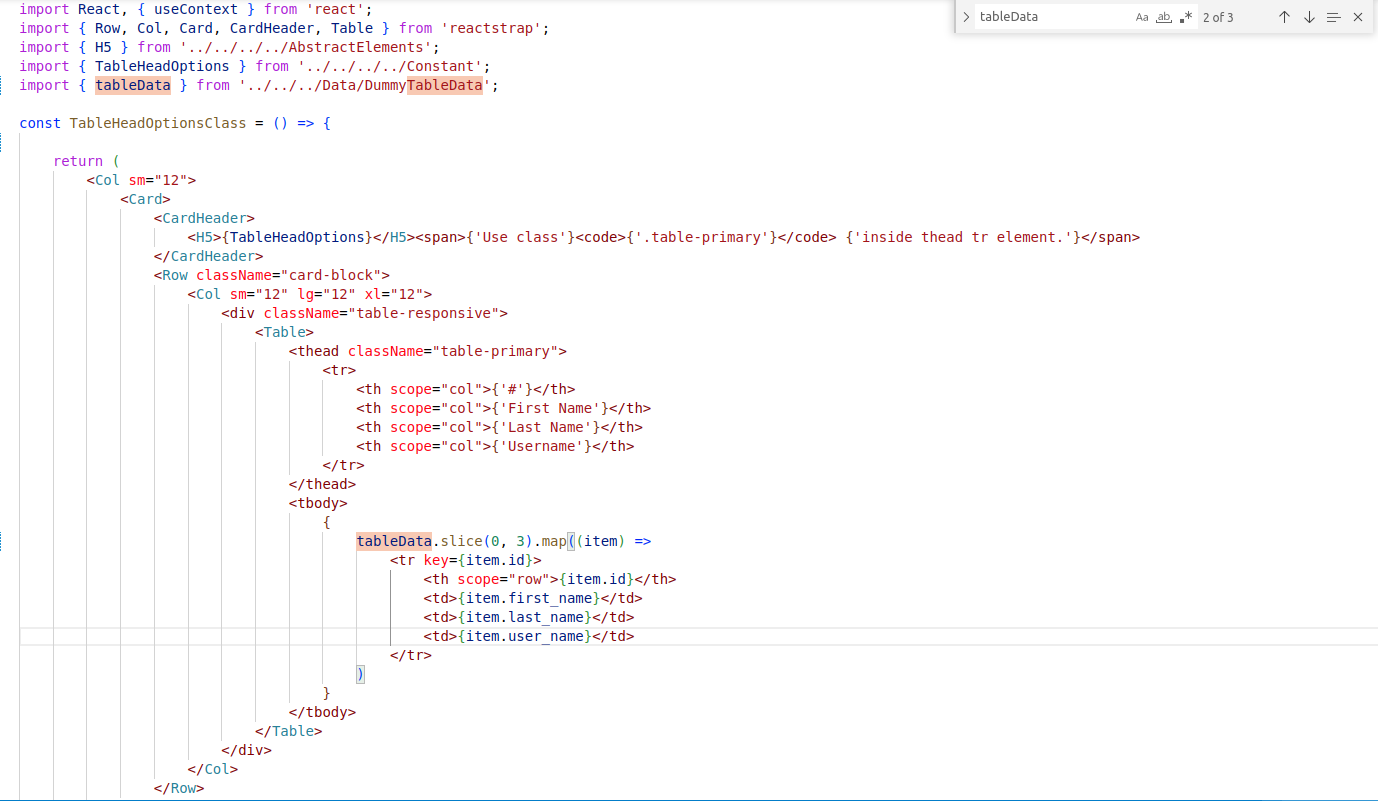 import React, { useContext } from 'react';
import { Row, Col, Card, CardHeader, Table } from 'reactstrap';
import { H5 } from '../../../../AbstractElements';
import { TableHeadOptions } from '../../../../Constant';
import { tableData } from '../../../Data/DummyTableData';
tableData
Aa
ab
.*
2 of 3
const TableHeadOptionsClass = () => {
return (
<Col sm="12">
<Card>
<CardHeader>
<H5>{TableHeadOptions}</H5><span>{'Use class'}<code>{'.table-primary'}</code> {'inside thead tr element.'}</span>
</CardHeader>
<Row className="card-block">
<Col sm="12" lg="12" xl="12">
<div className="table-responsive">
<Table>
<thead className="table-primary">
<tr>
<th scope="col">{'#'}</th>
<th scope="col">{'First Name'}</th>
<th scope="col">{'Last Name'}</th>
<th scope="col">{'Username'}</th>
</tr>
</thead>
<tbody>
{
tableData.slice(0, 3).map((item) =>
<tr key={item.id}>
<th scope="row">{item.id}</th>
<td>{item.first_name}</td>
<td>{item.last_name}</td>
<td>{item.user_name}</td>
</tr>
)
}
</tbody>
</Table>
</div>
</Col>
</Row>